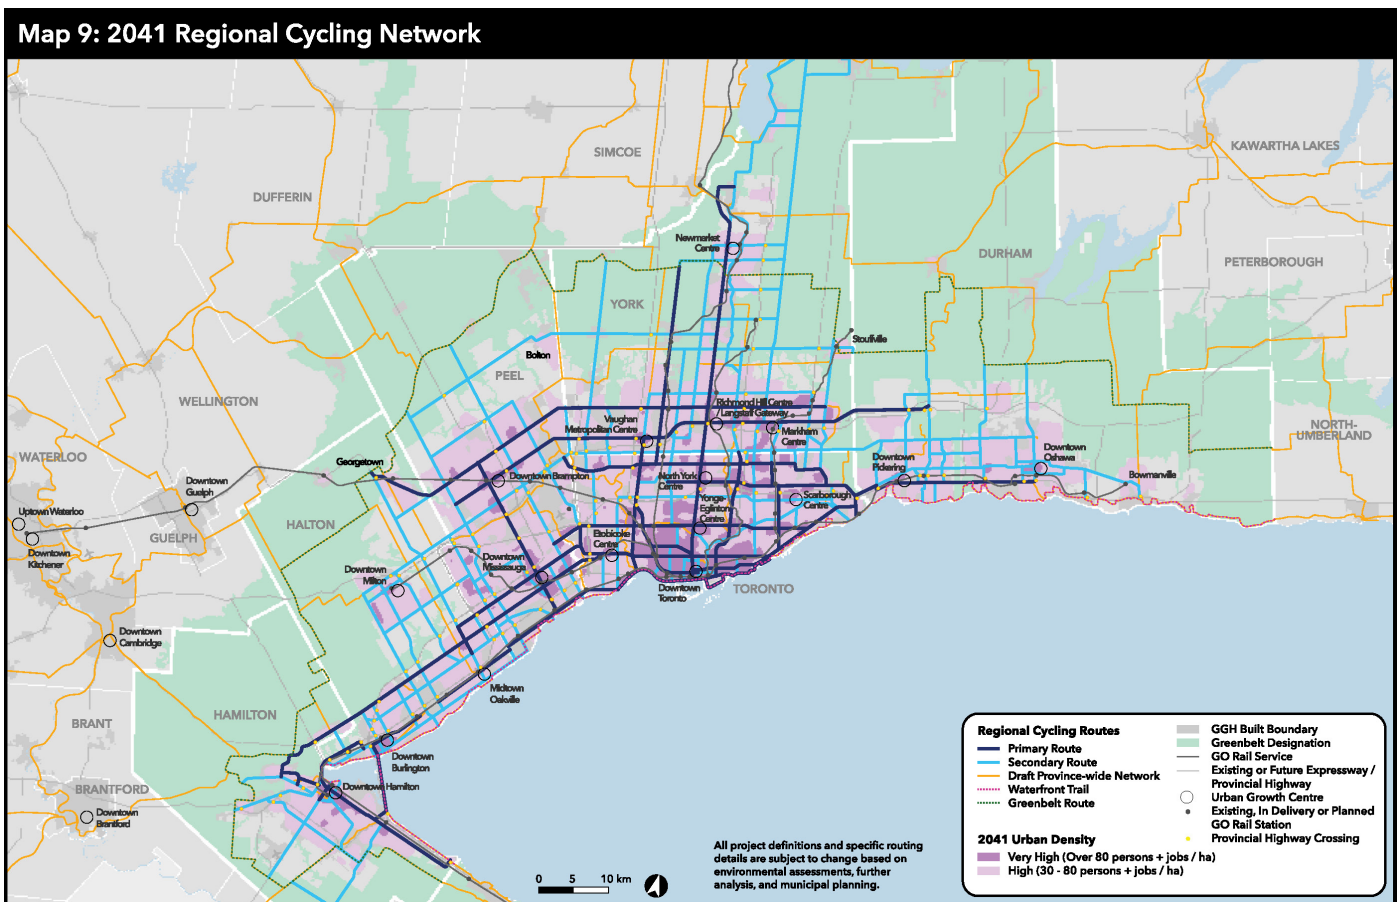 Map 9: 2041 Regional Cycling Network
SIMCOE
KAWARTHA LAKES
DUFFERIN
Newmarket
Centre
DURHAM
PETERBOROUGH
YORK
Stouffville
Bolton
PEEL
WELLINGTON
Richmond Hill Centre
/ Langstaff Gateway
Vaughan
Metropolitan Centre
Markham
Centre
NORTH-
UMBERLAND
WATERLOO
Georgetown
Downtown
Pickering
Downtown
Oshawa
Downtown Brampton
North York
Centre
Bowmanville
Downtown
Guelph
Scarborough
Centre
Yonge-
Eglinton
Centre
Uptown Waterloo
HALTON
GUELPH
Etobicoke
Centre
Downtown
Kitchener
Downtown
Mississauga
Downtown
Milton
Downtown
Toronto
TORONTO
Downtown
Cambridge
Midtown
Oakville
HAMILTON
BRANT
Downtown
Burlington
BRANTFORD
Downtown Hamilton
Downtown
Brantford
Regional Cycling Routes
Primary Route
Secondary Route
Draft Province-wide Network
Waterfront Trail
Greenbelt Route
2041 Urban Density
Very High (Over 80 persons + jobs / ha)
High (30 - 80 persons + jobs / ha)
GGH Built Boundary
Greenbelt Designation
GO Rail Service
Existing or Future Expressway /
Provincial Highway
Urban Growth Centre
Existing, In Delivery or Planned
GO Rail Station
Provincial Highway Crossing
All project definitions and specific routing
details are subject to change based on
environmental assessments, further
analysis, and municipal planning.
0 5 10 km